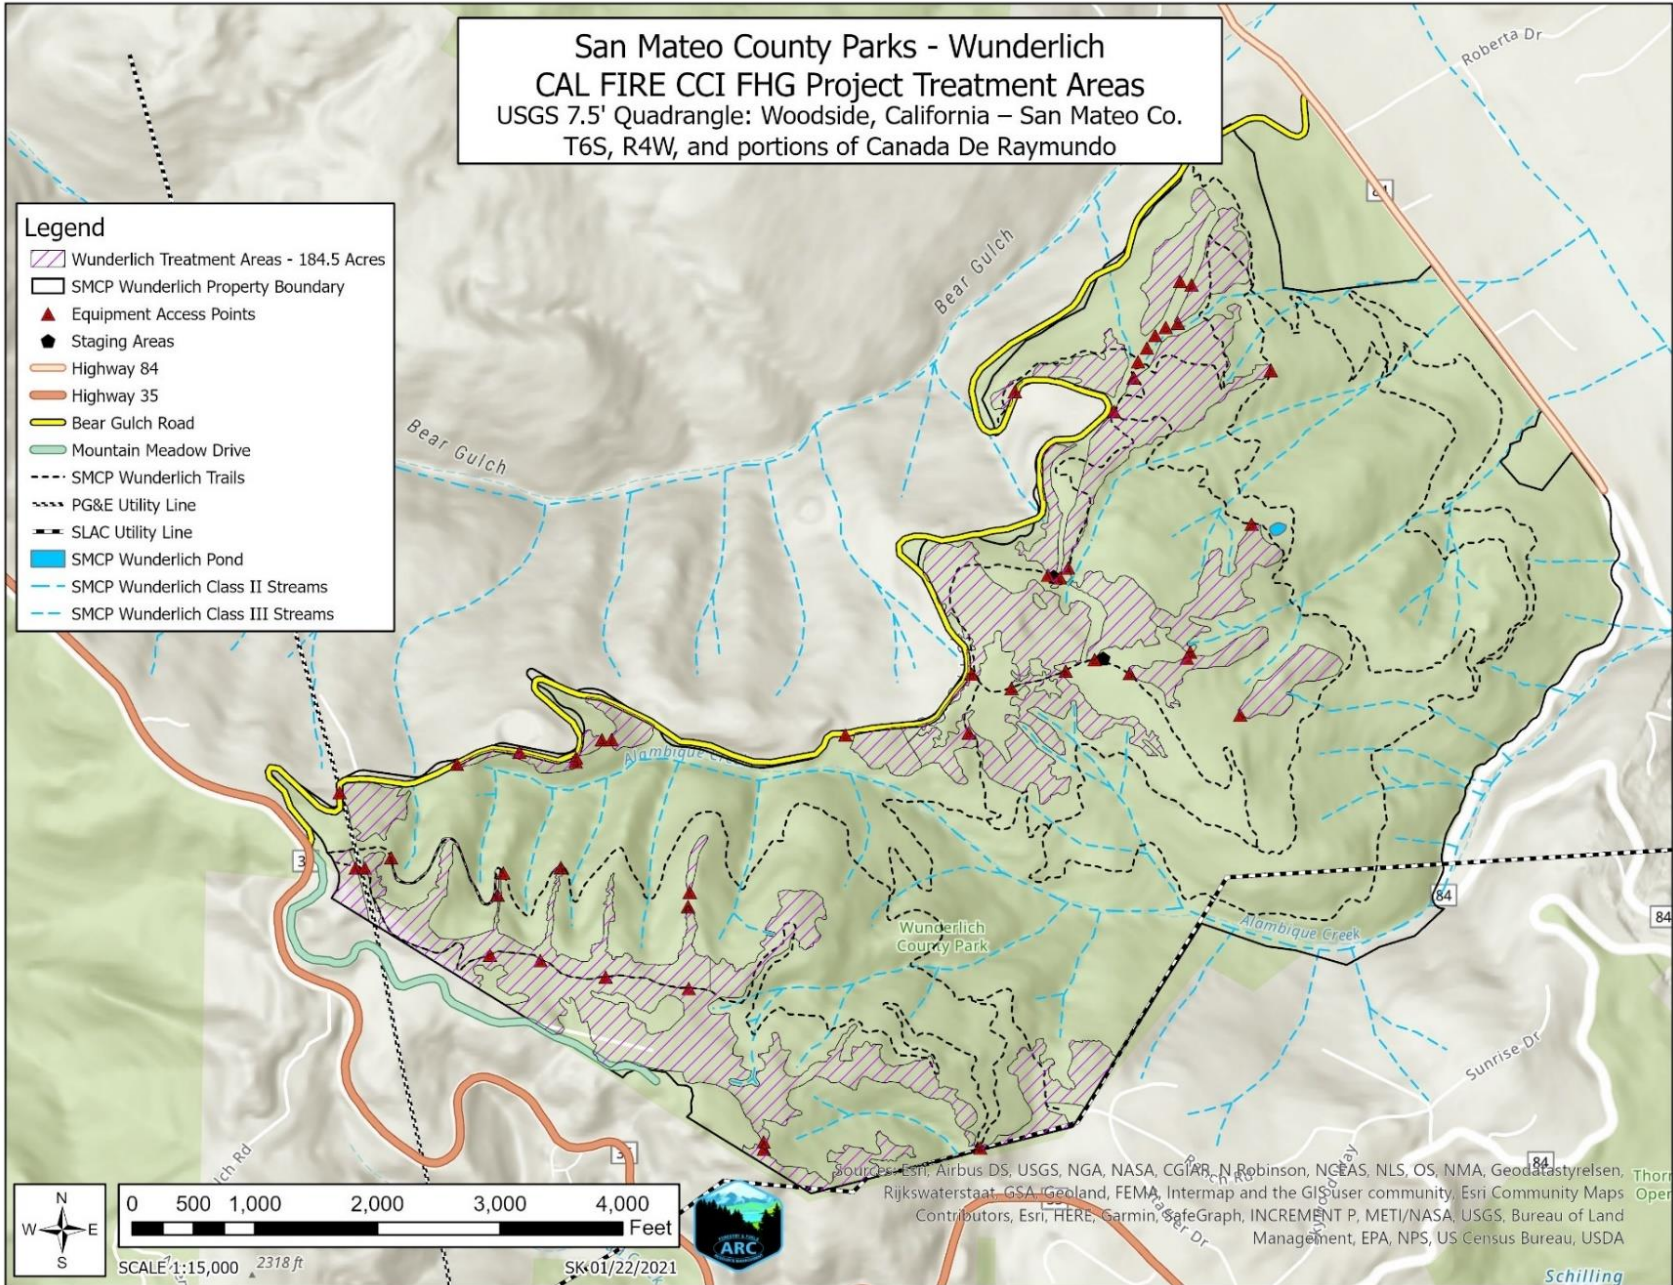 San Mateo County Parks - Wunderlich
CAL FIRE CCI FHG Project Treatment Areas
USGS 7.5' Quadrangle: Woodside, California – San Mateo Co.
T6S, R4W, and portions of Canada De Raymundo
Roberta Dr
84
Legend
Wunderlich Treatment Areas - 184.5 Acres
SMCP Wunderlich Property Boundary
Equipment Access Points
Staging Areas
Highway 84
Highway 35
Bear Gulch Road
Mountain Meadow Drive
SMCP Wunderlich Trails
PG&E Utility Line
SLAC Utility Line
SMCP Wunderlich Pond
SMCP Wunderlich Class II Streams
SMCP Wunderlich Class III Streams
Bear Gulch
Bear Gulch
Alambique Creek
84
84
Wunderlich
County Park
Alambique Creek
Sunrise Dr
lch Rd
84
Ranch Rd
Thorn
Oper
Sources: Esri, Airbus DS, USGS, NGA, NASA, CGIAR, N Robinson, NCEAS, NLS, OS, NMA, Geodatastyrelsen,
Rijkswaterstaat, GSA, Geoland, FEMA, Intermap and the GIS user community, Esri Community Maps
Contributors, Esri, HERE, Garmin, SafeGraph, INCREMENT P, METI/NASA, USGS, Bureau of Land
Management, EPA, NPS, US Census Bureau, USDA
N
W E
S
0 500 1,000 2,000 3,000 4,000
Feet
SCALE 1:15,000
2318 ft
ARC
SK 01/22/2021
Schilling